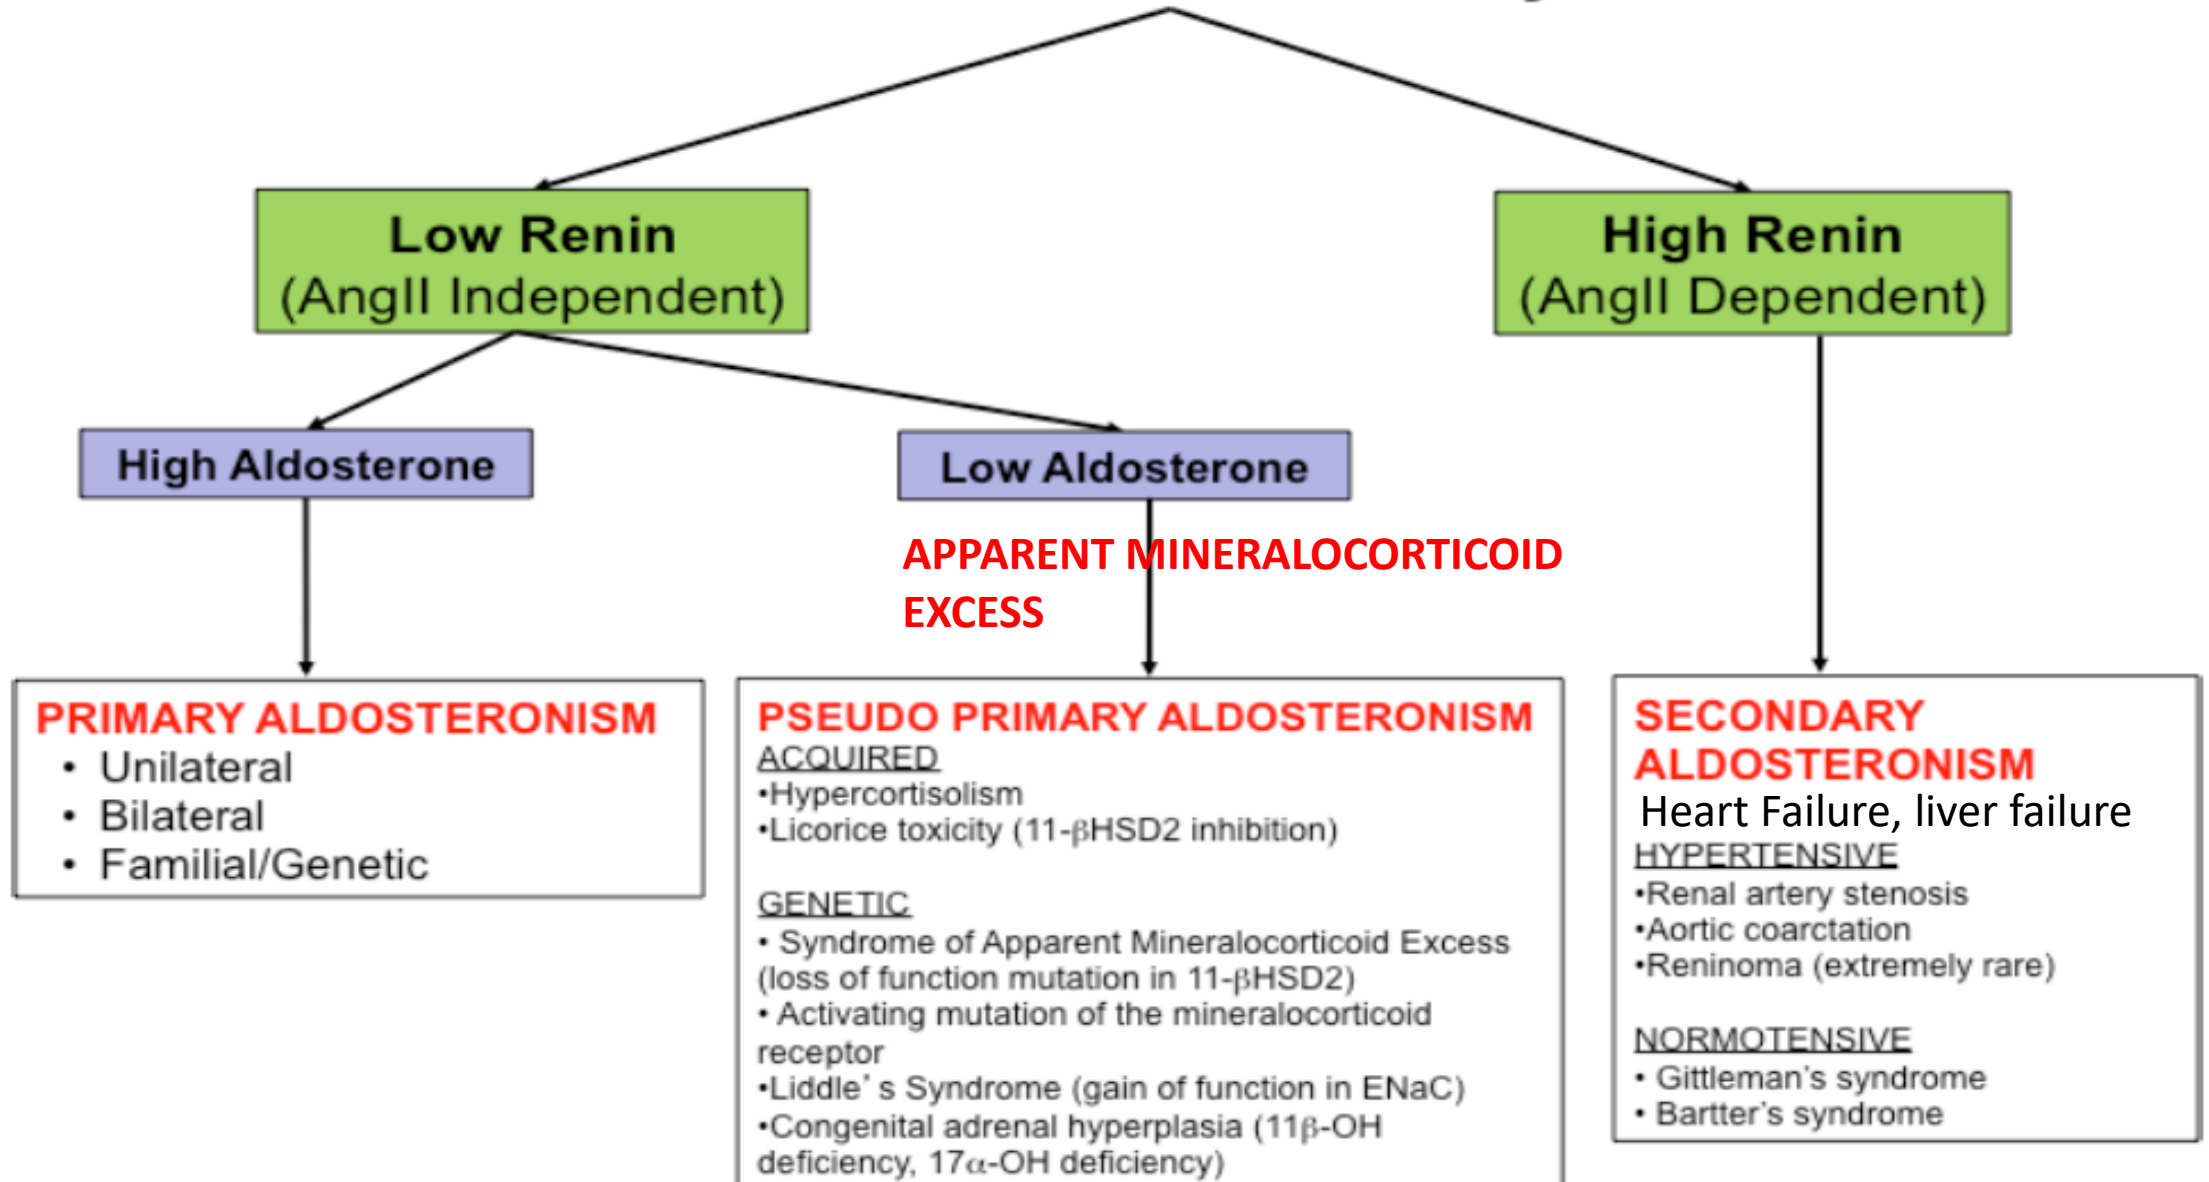 Low Renin
(AngII Independent)
High Renin
(AngII Dependent)
High Aldosterone
Low Aldosterone
APPARENT MINERALOCORTICOID
EXCESS
PRIMARY ALDOSTERONISM
• Unilateral
• Bilateral
• Familial/Genetic
PSEUDO PRIMARY ALDOSTERONISM
ACQUIRED
•Hypercortisolism
•Licorice toxicity (11-βHSD2 inhibition)
GENETIC
• Syndrome of Apparent Mineralocorticoid Excess
(loss of function mutation in 11-βHSD2)
• Activating mutation of the mineralocorticoid
receptor
•Liddle’s Syndrome (gain of function in ENaC)
•Congenital adrenal hyperplasia (11β-OH
deficiency, 17α-OH deficiency)
SECONDARY
ALDOSTERONISM
Heart Failure, liver failure
HYPERTENSIVE
•Renal artery stenosis
•Aortic coarctation
•Reninoma (extremely rare)
NORMOTENSIVE
• Gittleman’s syndrome
• Bartter’s syndrome